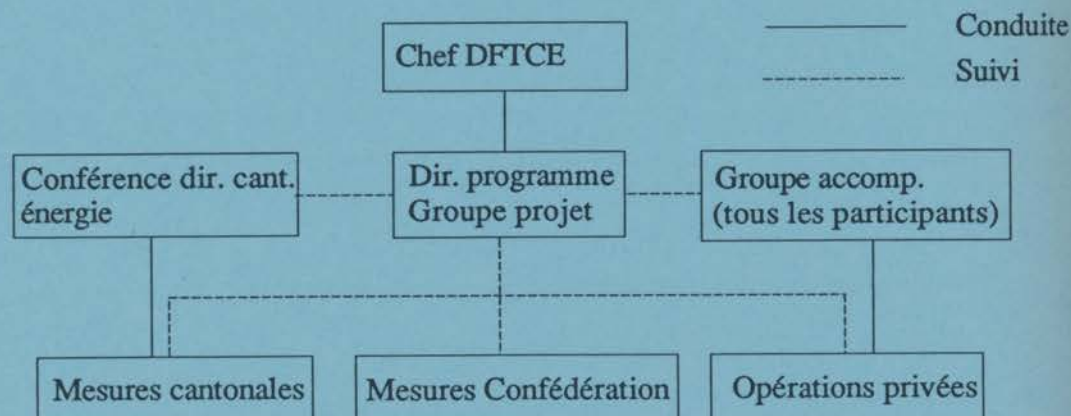 Conduite
Suivi
Chef DFTCE
Conférence dir. cant.
énergie
Dir. programme
Groupe projet
Groupe accomp.
(tous les participants)
Mesures cantonales
Mesures Confédération
Opérations privées